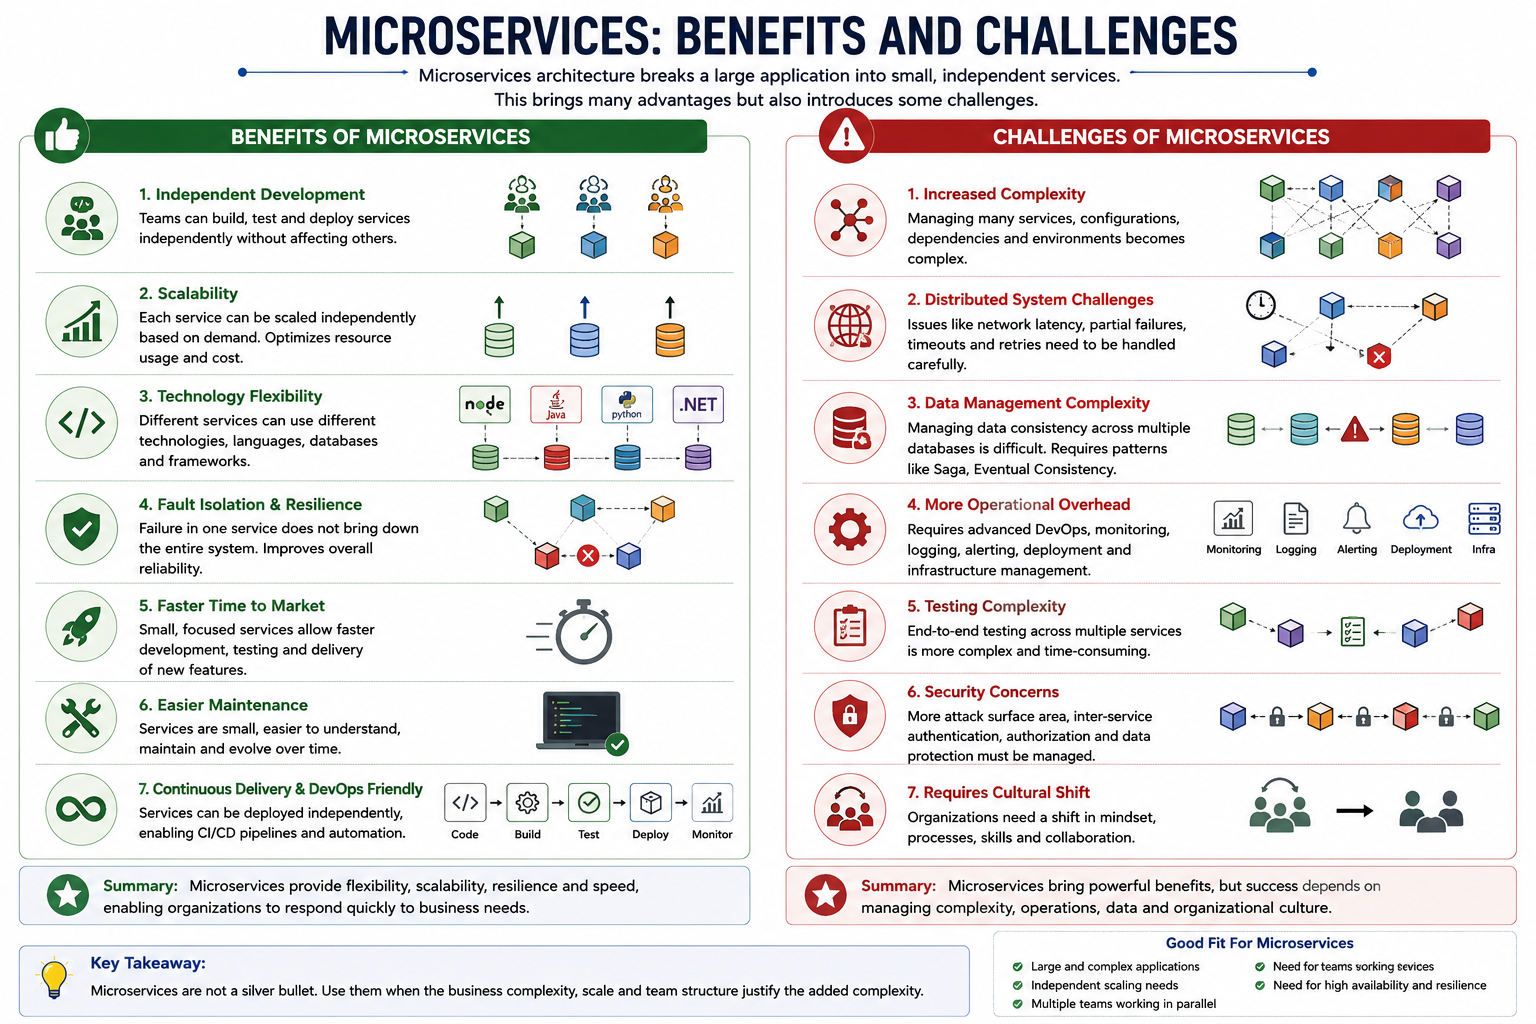 MICROSERVICES: BENEFITS AND CHALLENGES
Microservices architecture breaks a large application into small, independent services.
This brings many advantages but also introduces some challenges.
BENEFITS OF MICROSERVICES
1. Independent Development
Teams can build, test and deploy services
independently without affecting others.
2. Scalability
Each service can be scaled independently
based on demand. Optimizes resource
usage and cost.
3. Technology Flexibility
Different services can use different
technologies, languages, databases
and frameworks.
node
Java
python
.NET
4. Fault Isolation & Resilience
Failure in one service does not bring down
the entire system. Improves overall
reliability.
5. Faster Time to Market
Small, focused services allow faster
development, testing and delivery
of new features.
6. Easier Maintenance
Services are small, easier to understand,
maintain and evolve over time.
7. Continuous Delivery & DevOps Friendly
Services can be deployed independently,
enabling CI/CD pipelines and automation.
Code
Build
Test
Deploy
Monitor
Summary: Microservices provide flexibility, scalability, resilience and speed,
enabling organizations to respond quickly to business needs.
CHALLENGES OF MICROSERVICES
1. Increased Complexity
Managing many services, configurations,
dependencies and environments becomes
complex.
2. Distributed System Challenges
Issues like network latency, partial failures,
timeouts and retries need to be handled
carefully.
3. Data Management Complexity
Managing data consistency across multiple
databases is difficult. Requires patterns
like Saga, Eventual Consistency.
4. More Operational Overhead
Requires advanced DevOps, monitoring,
logging, alerting, deployment and
infrastructure management.
Monitoring
Logging
Alerting
Deployment
Infra
5. Testing Complexity
End-to-end testing across multiple services
is more complex and time-consuming.
6. Security Concerns
More attack surface area, inter-service
authentication, authorization and data
protection must be managed.
7. Requires Cultural Shift
Organizations need a shift in mindset,
processes, skills and collaboration.
Summary: Microservices bring powerful benefits, but success depends on
managing complexity, operations, data and organizational culture.
Key Takeaway:
Microservices are not a silver bullet. Use them when the business complexity, scale and team structure justify the added complexity.
Good Fit For Microservices
Large and complex applications
Independent scaling needs
Multiple teams working in parallel
Need for teams working
Need for high availability and resilience